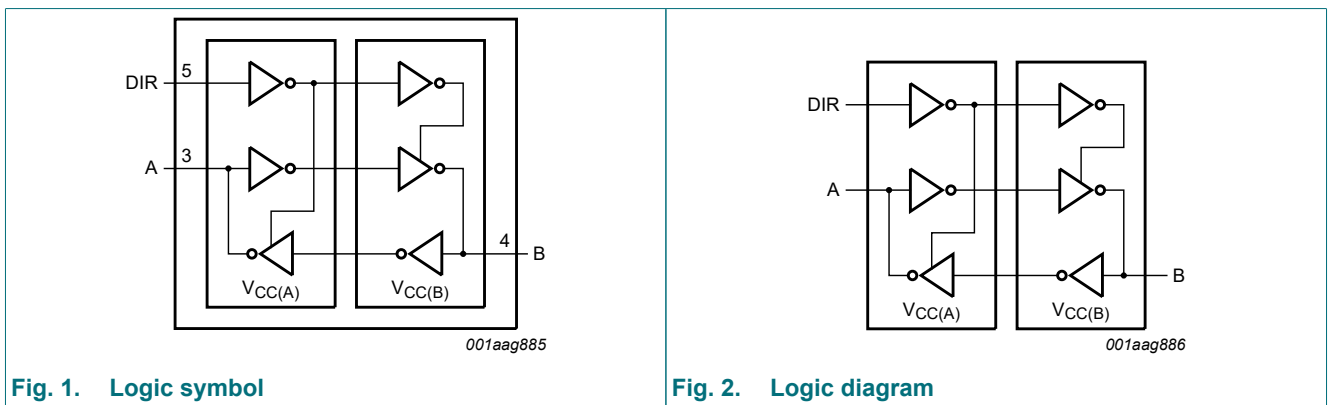 DIR 5
A 3
4 B
VCC(A)
VCC(B)
001aag885
Fig. 1. Logic symbol
DIR
A
B
VCC(A)
VCC(B)
001aag886
Fig. 2. Logic diagram